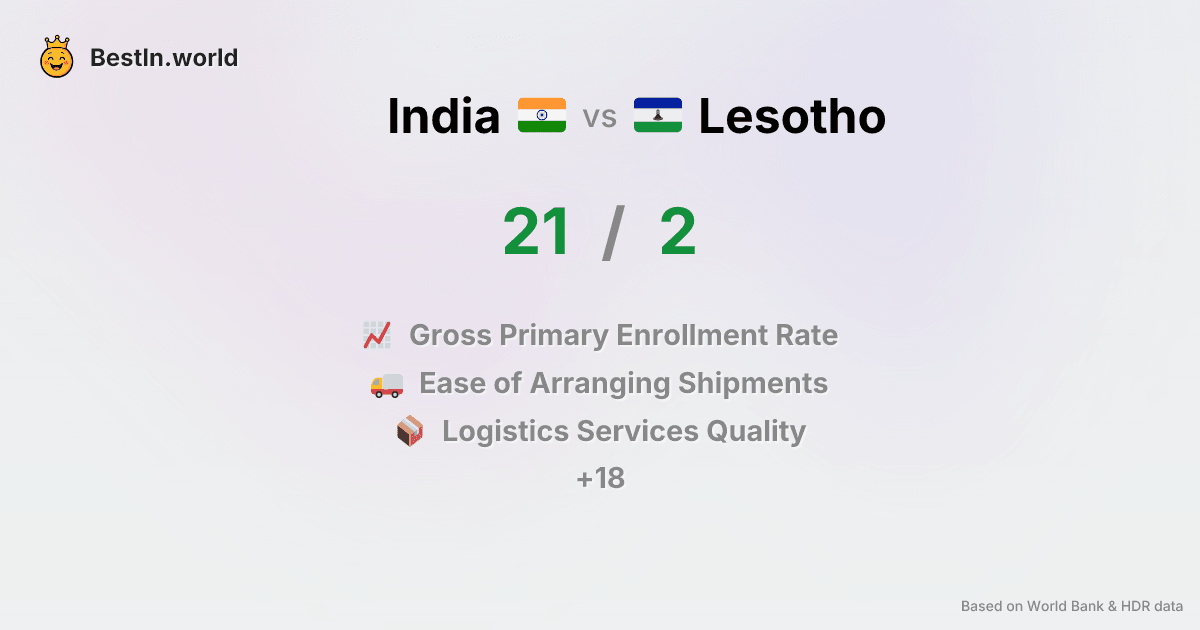 BestIn.world
India vs Lesotho
21 / 2
Gross Primary Enrollment Rate
Ease of Arranging Shipments
Logistics Services Quality
+18
Based on World Bank & HDR data